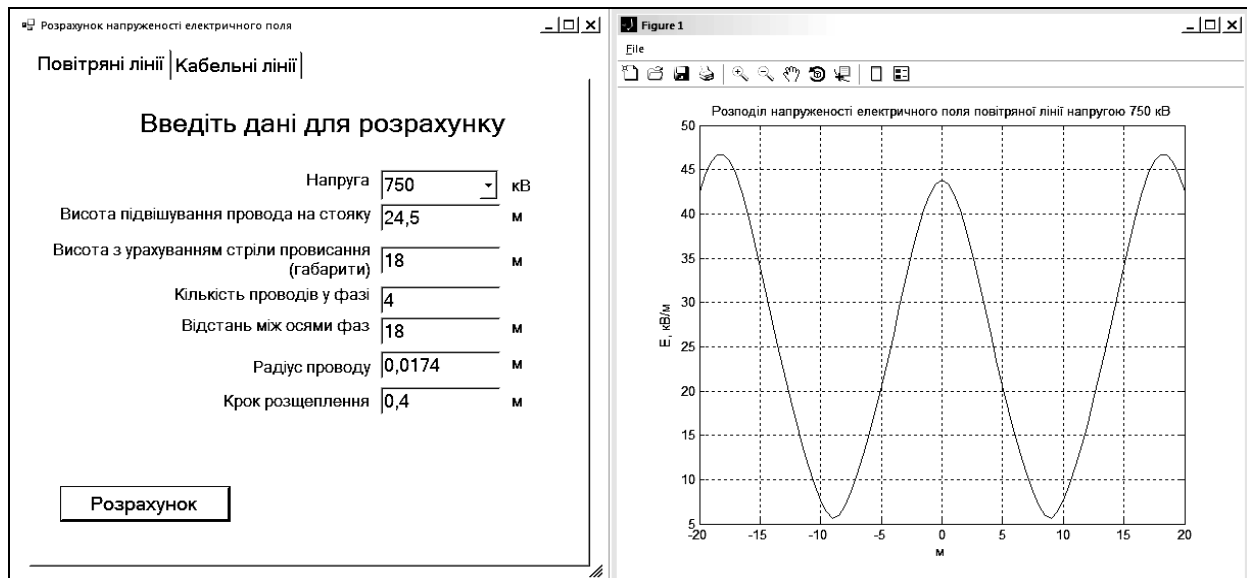 Розрахунок напруженості електричного поля
Повітряні лінії
Кабельні лінії
Введіть дані для розрахунку
Напруга 750 кВ
Висота підвішування провода на стояку 24,5 м
Висота з урахуванням стріли провисання
(габарити) 18 м
Кількість проводів у фазі 4
Відстань між осями фаз 18 м
Радіус проводу 0,0174 м
Крок розщеплення 0,4 м
Розрахунок
Figure 1
File
Розподіл напруженості електричного поля повітряної лінії напругою 750 кВ
50
45
40
35
30
25
20
15
10
5
E, кВ/м
-20 -15 -10 -5 0 5 10 15 20
м